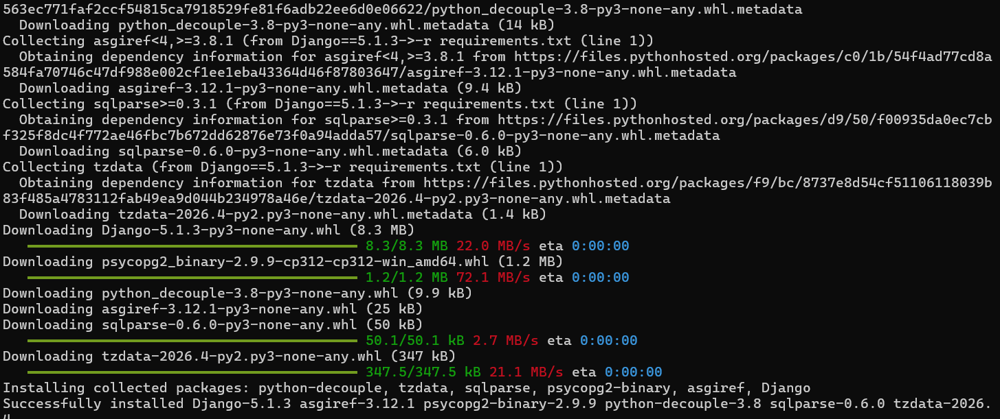 563ec771faf2ccf54815ca7918529fe81f6adb22ee6d0e06622/python_decouple-3.8-py3-none-any.whl.metadata
  Downloading python_decouple-3.8-py3-none-any.whl.metadata (14 kB)
Collecting asgiref<4,>=3.8.1 (from Django==5.1.3->-r requirements.txt (line 1))
  Obtaining dependency information for asgiref<4,>=3.8.1 from https://files.pythonhosted.org/packages/c0/1b/54f4ad77cd8a
584fa70746c47df988e002cf1ee1eba43364d46f87803647/asgiref-3.12.1-py3-none-any.whl.metadata
  Downloading asgiref-3.12.1-py3-none-any.whl.metadata (9.4 kB)
Collecting sqlparse>=0.3.1 (from Django==5.1.3->-r requirements.txt (line 1))
  Obtaining dependency information for sqlparse>=0.3.1 from https://files.pythonhosted.org/packages/d9/50/f00935da0ec7cb
f325f8dc4f772ae46fbc7b672dd62876e73f0a94adda57/sqlparse-0.6.0-py3-none-any.whl.metadata
  Downloading sqlparse-0.6.0-py3-none-any.whl.metadata (6.0 kB)
Collecting tzdata (from Django==5.1.3->-r requirements.txt (line 1))
  Obtaining dependency information for tzdata from https://files.pythonhosted.org/packages/f9/bc/8737e8d54cf51106118039b
83f485a4783112fab49ea9d044b234978a46e/tzdata-2026.4-py2.py3-none-any.whl.metadata
  Downloading tzdata-2026.4-py2.py3-none-any.whl.metadata (1.4 kB)
Downloading Django-5.1.3-py3-none-any.whl (8.3 MB)
8.3/8.3 MB 22.0 MB/s eta 0:00:00
Downloading psycopg2_binary-2.9.9-cp312-cp312-win_amd64.whl (1.2 MB)
1.2/1.2 MB 72.1 MB/s eta 0:00:00
Downloading python_decouple-3.8-py3-none-any.whl (9.9 kB)
Downloading asgiref-3.12.1-py3-none-any.whl (25 kB)
Downloading sqlparse-0.6.0-py3-none-any.whl (50 kB)
50.1/50.1 kB 2.7 MB/s eta 0:00:00
Downloading tzdata-2026.4-py2.py3-none-any.whl (347 kB)
347.5/347.5 kB 21.1 MB/s eta 0:00:00
Installing collected packages: python-decouple, tzdata, sqlparse, psycopg2-binary, asgiref, Django
Successfully installed Django-5.1.3 asgiref-3.12.1 psycopg2-binary-2.9.9 python-decouple-3.8 sqlparse-0.6.0 tzdata-2026.